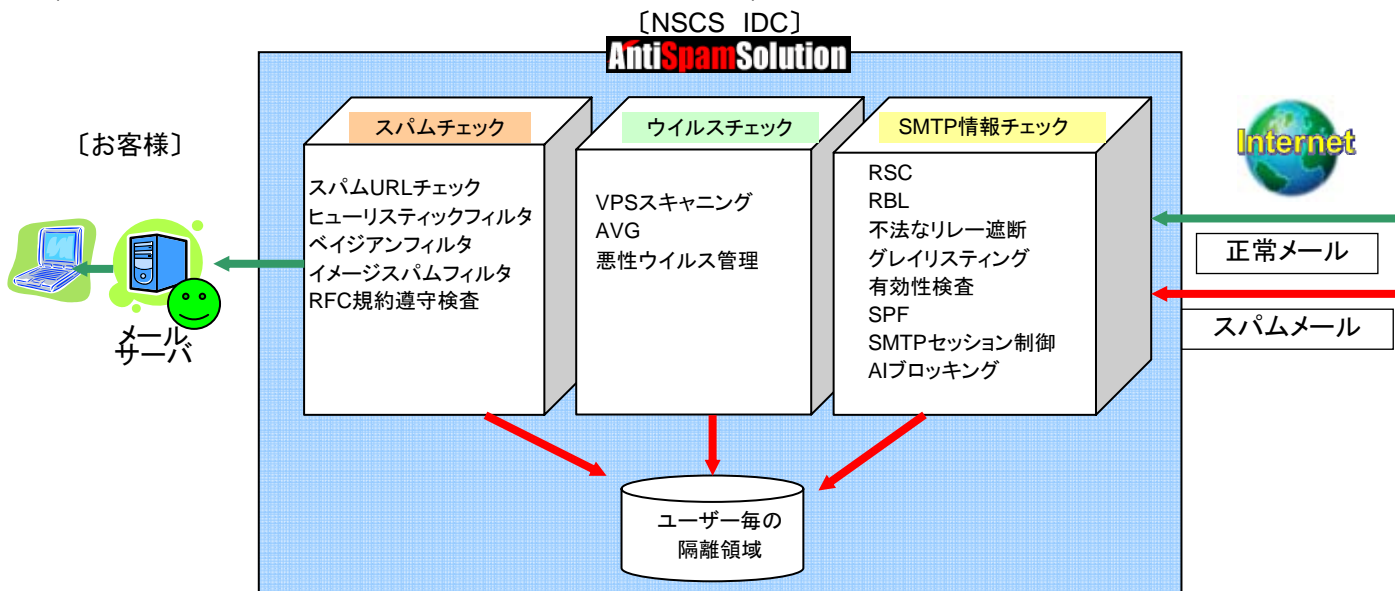 〔NSCS IDC〕
AntiSpamSolution
〔お客様〕
メール
サーバ
スパムチェック
スパムURLチェック
ヒューリスティックフィルタ
ベイジアンフィルタ
イメージスパムフィルタ
RFC規約遵守検査
ウイルスチェック
VPSスキャニング
AVG
悪性ウイルス管理
SMTP情報チェック
RSC
RBL
不法なリレー遮断
グレイリスティング
有効性検査
SPF
SMTPセッション制御
AIブロッキング
Internet
正常メール
スパムメール
ユーザー毎の
隔離領域